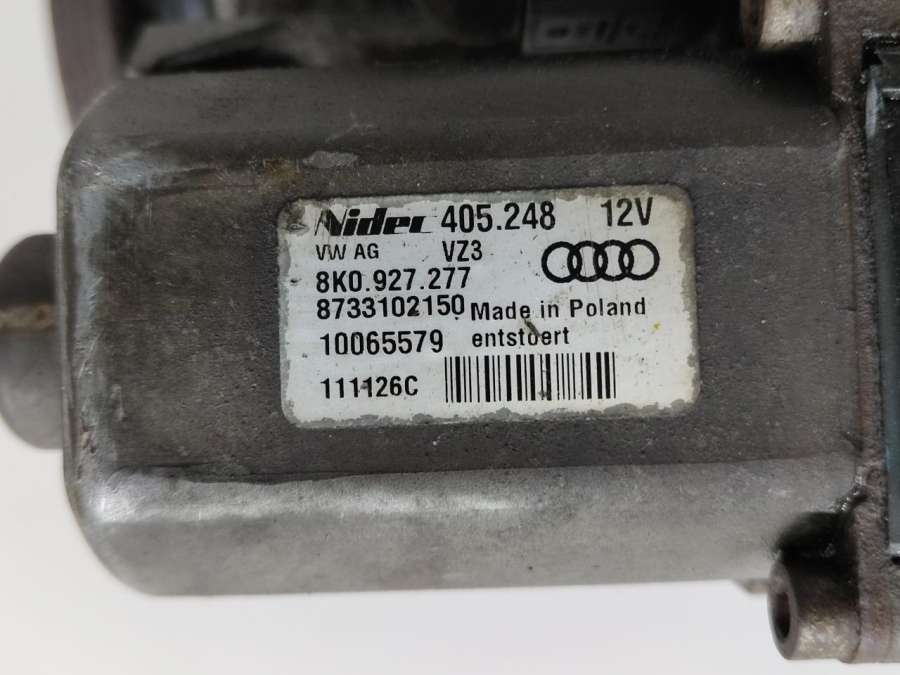 Nidec 405.248 12V
VW AG VZ3
8K0.927.277
8733102150 Made in Poland
10065579 entstoert
111126C